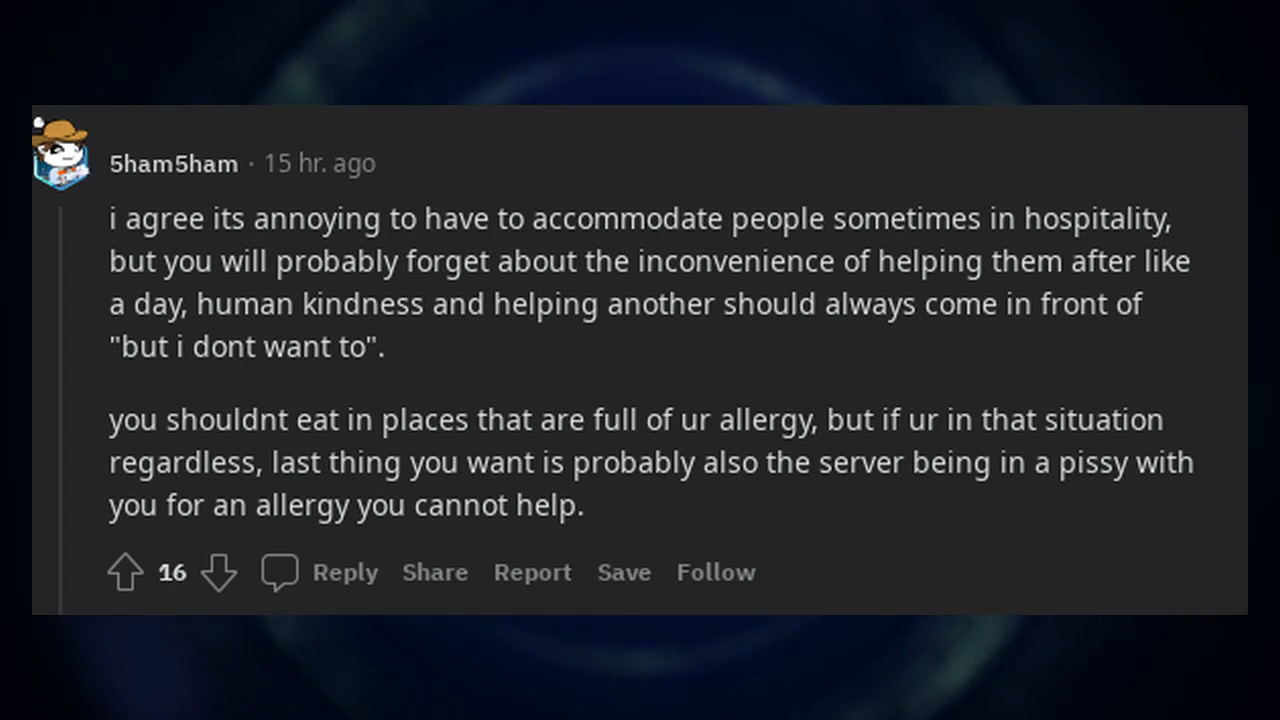 5ham5ham · 15 hr. ago
i agree its annoying to have to accommodate people sometimes in hospitality,
but you will probably forget about the inconvenience of helping them after like
a day, human kindness and helping another should always come in front of
"but i dont want to".
you shouldnt eat in places that are full of ur allergy, but if ur in that situation
regardless, last thing you want is probably also the server being in a pissy with
you for an allergy you cannot help.
16 Reply Share Report Save Follow